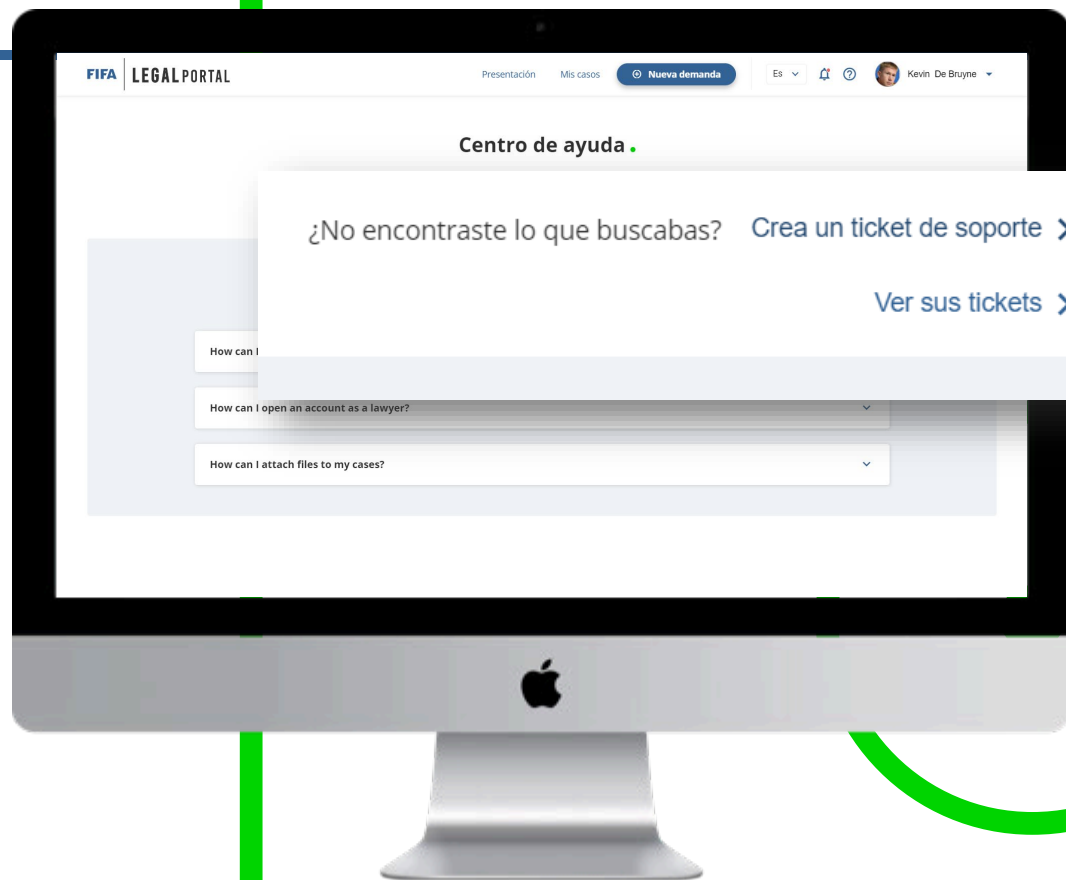 FIFA LEGAL PORTAL
Presentación Mis casos Nueva demanda Es Kevin De Bruyne
Centro de ayuda.
¿No encontraste lo que buscabas? Crea un ticket de soporte
Ver sus tickets
How can I
How can I open an account as a lawyer?
How can I attach files to my cases?